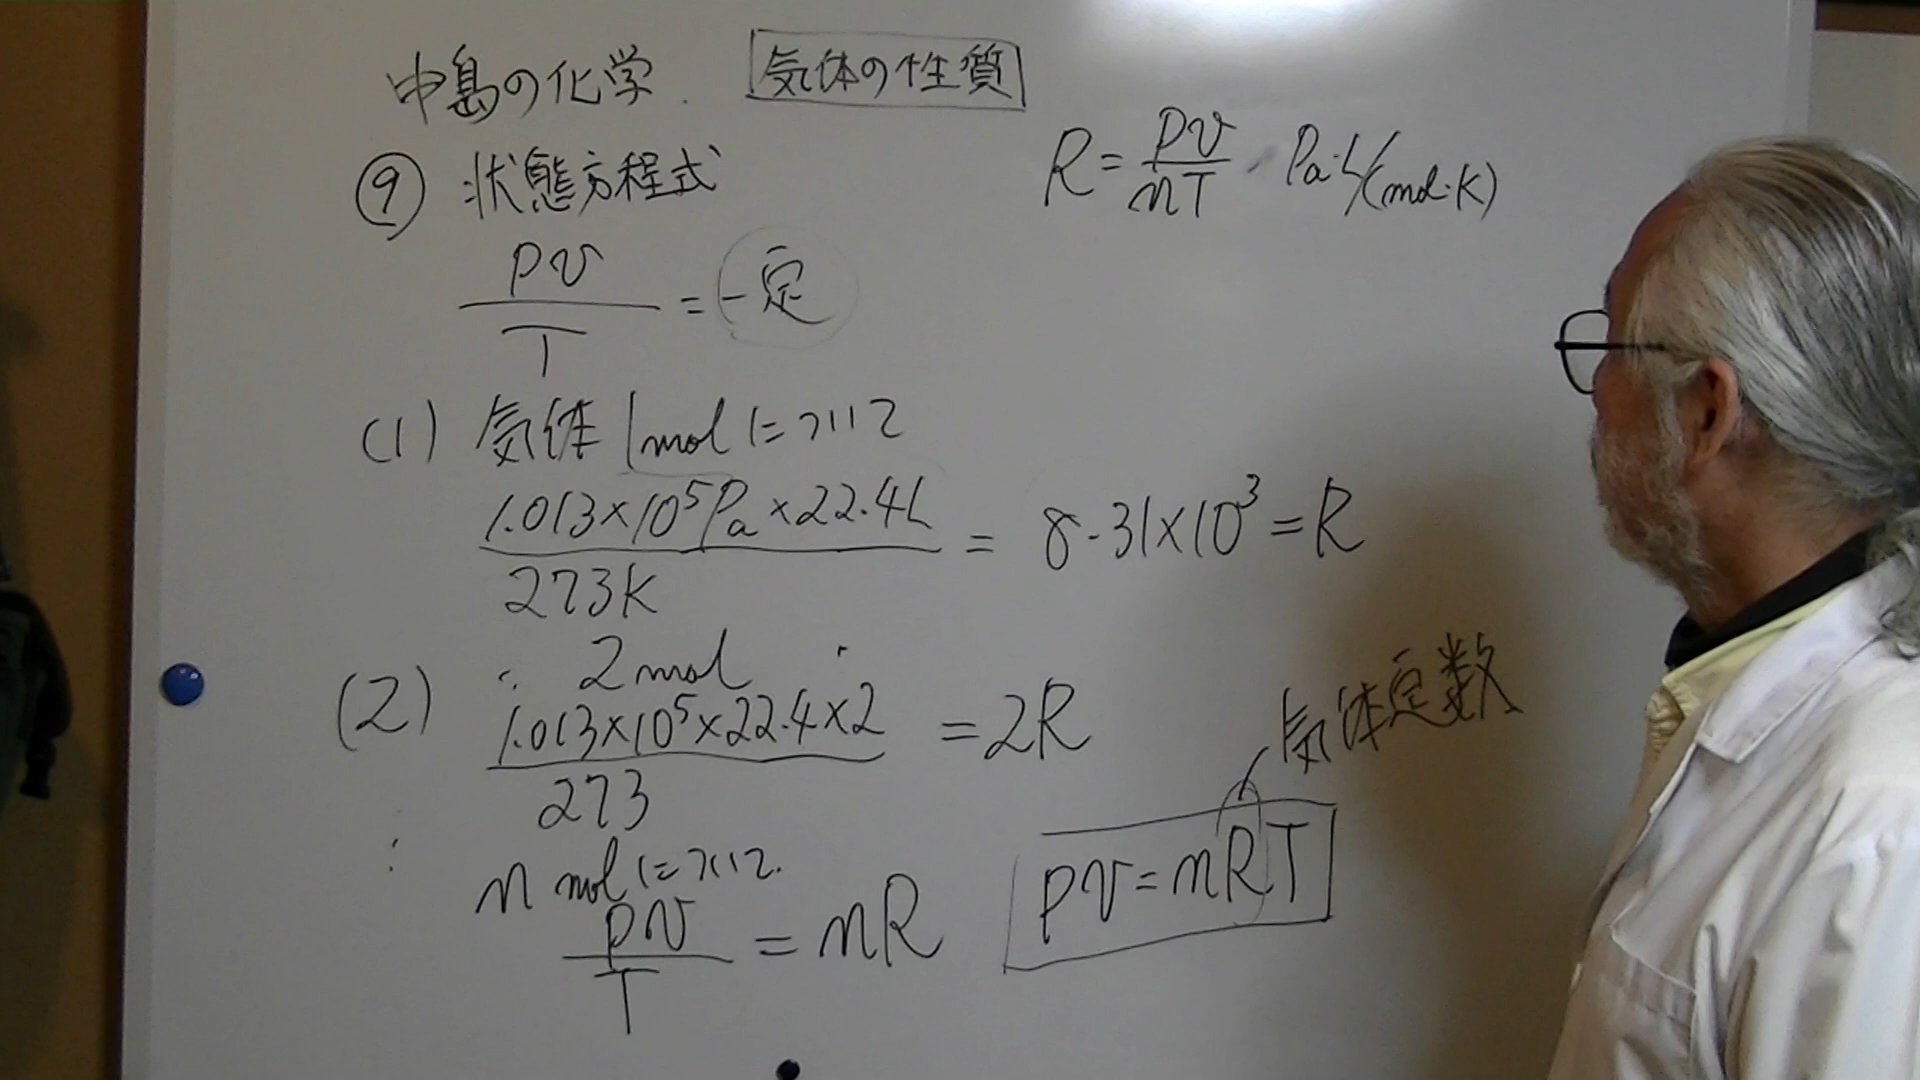 中島の化学
気体の性質
⑨ 状態方程式
R = PV/nT Pa·L/(mol·K)
PV/T = 一定
(1) 気体 1mol について
1.013×10⁵Pa×22.4L/273K = 8.31×10³ = R
(2) 〃 2mol 〃
1.013×10⁵×22.4×2/273 = 2R
気体定数
⋮
n mol について
PV/T = nR
PV = nRT